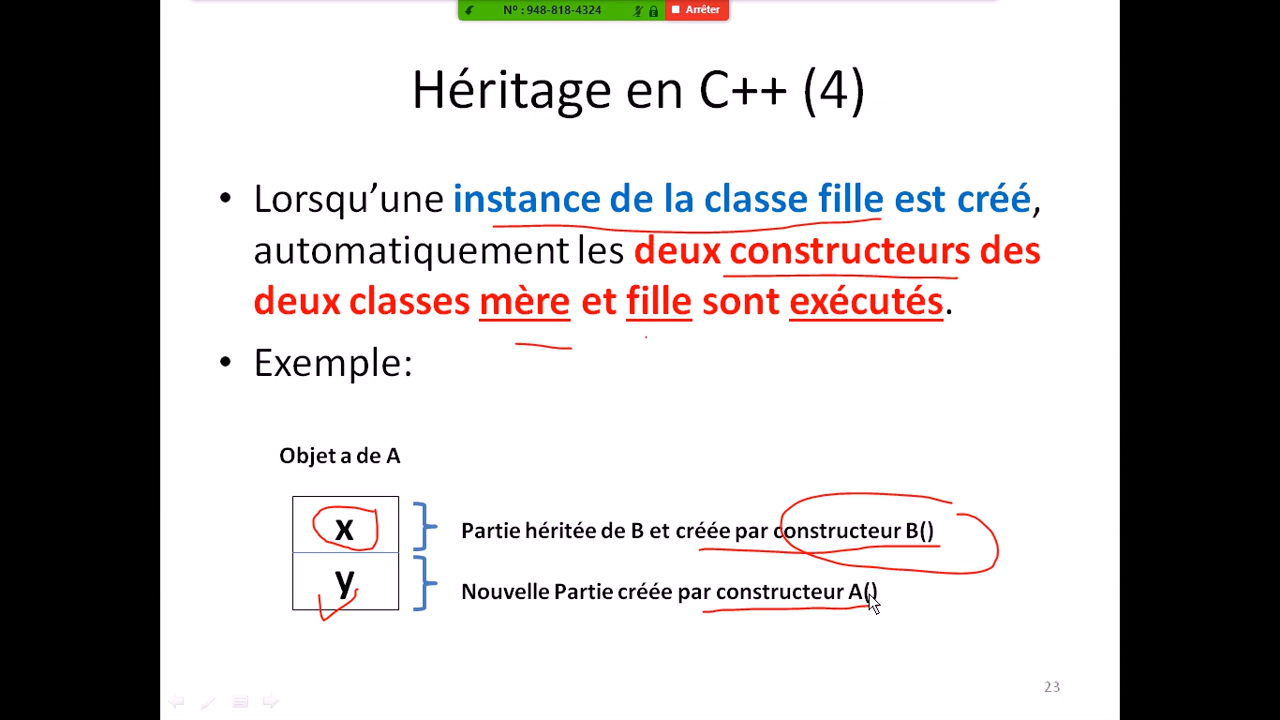 N° : 948-818-4324 Arrêter
Héritage en C++ (4)
• Lorsqu’une instance de la classe fille est créé,
automatiquement les deux constructeurs des
deux classes mère et fille sont exécutés.
• Exemple:
Objet a de A
x
Partie héritée de B et créée par constructeur B()
y
Nouvelle Partie créée par constructeur A()
23